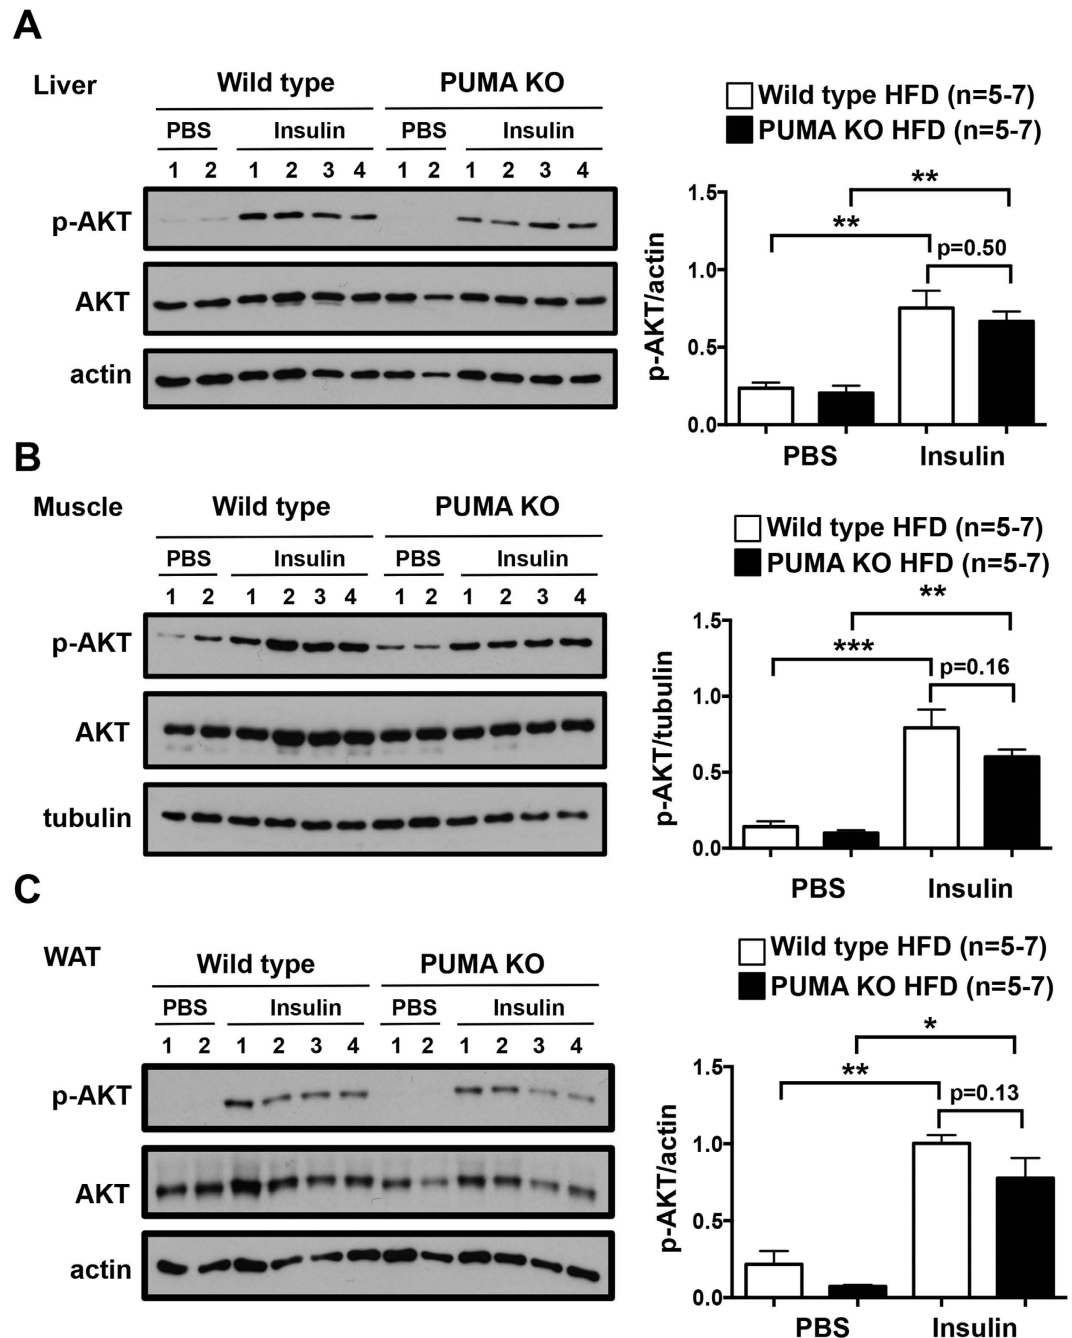 A
Liver
Wild type PUMA KO
PBS Insulin PBS Insulin
1 2 1 2 3 4 1 2 1 2 3 4
p-AKT
AKT
actin
Wild type HFD (n=5-7)
PUMA KO HFD (n=5-7)
**
**
p=0.50
p-AKT/actin
1.5
1.0
0.5
0.0
PBS Insulin
B
Muscle
Wild type PUMA KO
PBS Insulin PBS Insulin
1 2 1 2 3 4 1 2 1 2 3 4
p-AKT
AKT
tubulin
Wild type HFD (n=5-7)
PUMA KO HFD (n=5-7)
**
***
p=0.16
p-AKT/tubulin
1.5
1.0
0.5
0.0
PBS Insulin
C
WAT
Wild type PUMA KO
PBS Insulin PBS Insulin
1 2 1 2 3 4 1 2 1 2 3 4
p-AKT
AKT
actin
Wild type HFD (n=5-7)
PUMA KO HFD (n=5-7)
*
**
p=0.13
p-AKT/actin
1.5
1.0
0.5
0.0
PBS Insulin